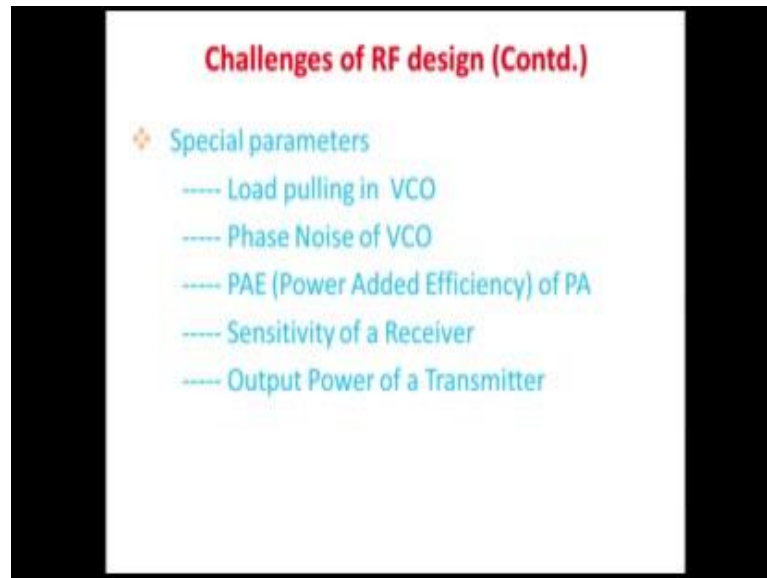 Challenges of RF design (Contd.)
Special parameters
----- Load pulling in VCO
----- Phase Noise of VCO
----- PAE (Power Added Efficiency) of PA
----- Sensitivity of a Receiver
----- Output Power of a Transmitter